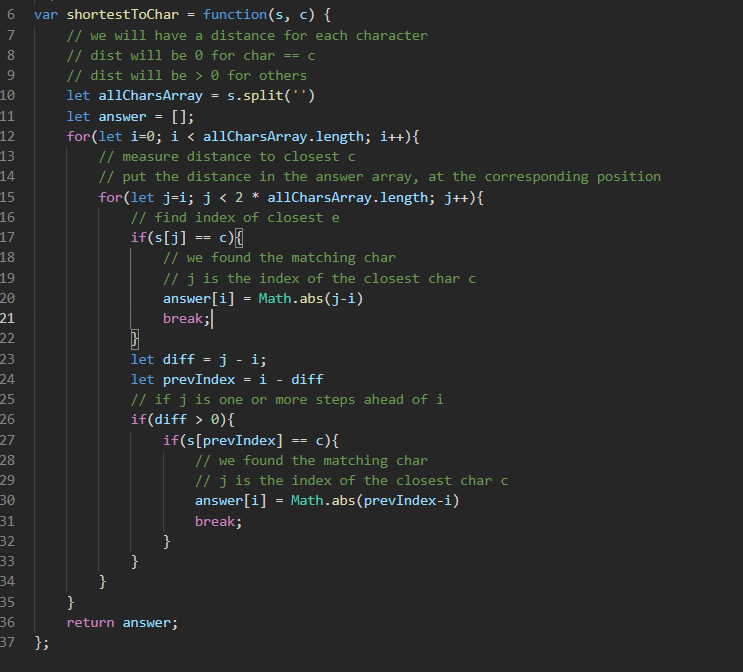 6 var shortestToChar = function(s, c) {
7     // we will have a distance for each character
8     // dist will be 0 for char == c
9     // dist will be > 0 for others
10     let allCharsArray = s.split('')
11     let answer = [];
12     for(let i=0; i < allCharsArray.length; i++){
13         // measure distance to closest c
14         // put the distance in the answer array, at the corresponding position
15         for(let j=i; j < 2 * allCharsArray.length; j++){
16             // find index of closest e
17             if(s[j] == c){
18                 // we found the matching char
19                 // j is the index of the closest char c
20                 answer[i] = Math.abs(j-i)
21                 break;
22             }
23             let diff = j - i;
24             let prevIndex = i - diff
25             // if j is one or more steps ahead of i
26             if(diff > 0){
27                 if(s[prevIndex] == c){
28                     // we found the matching char
29                     // j is the index of the closest char c
30                     answer[i] = Math.abs(prevIndex-i)
31                     break;
32                 }
33             }
34         }
35     }
36     return answer;
37 };